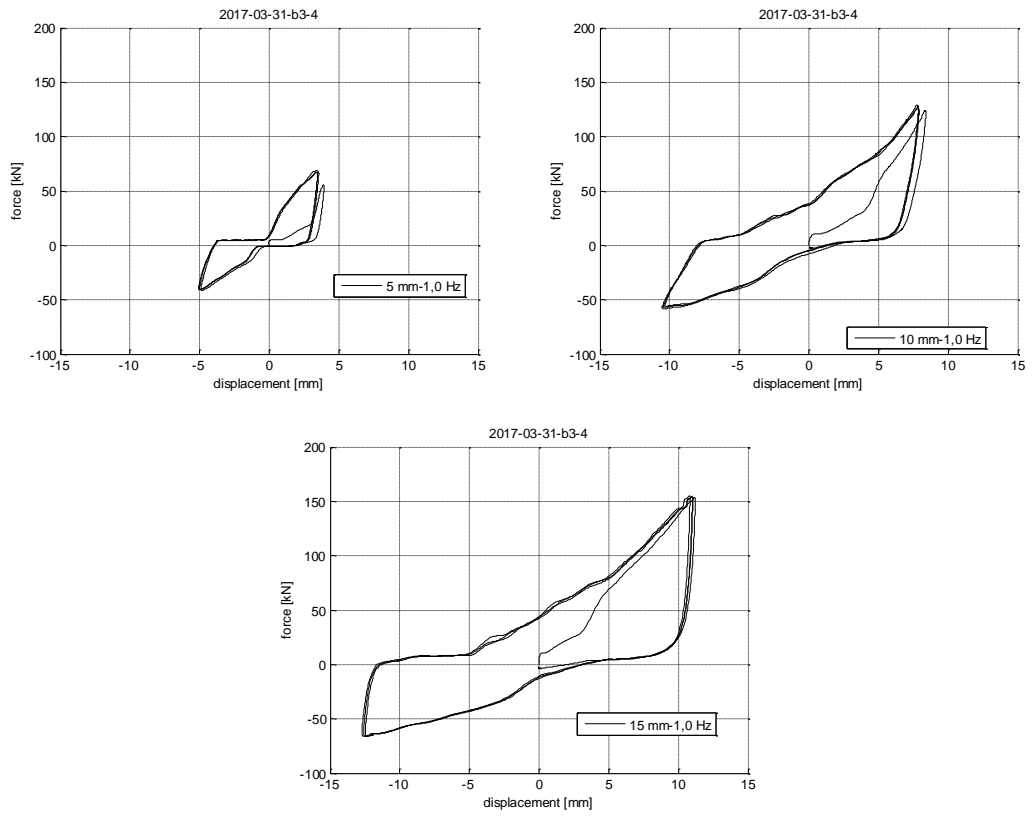 2017-03-31-b3-4
200
150
100
50
0
-50
-100
-15 -10 -5 0 5 10 15
force [kN]
displacement [mm]
5 mm-1,0 Hz
2017-03-31-b3-4
200
150
100
50
0
-50
-100
-15 -10 -5 0 5 10 15
force [kN]
displacement [mm]
10 mm-1,0 Hz
2017-03-31-b3-4
200
150
100
50
0
-50
-100
-15 -10 -5 0 5 10 15
force [kN]
displacement [mm]
15 mm-1,0 Hz